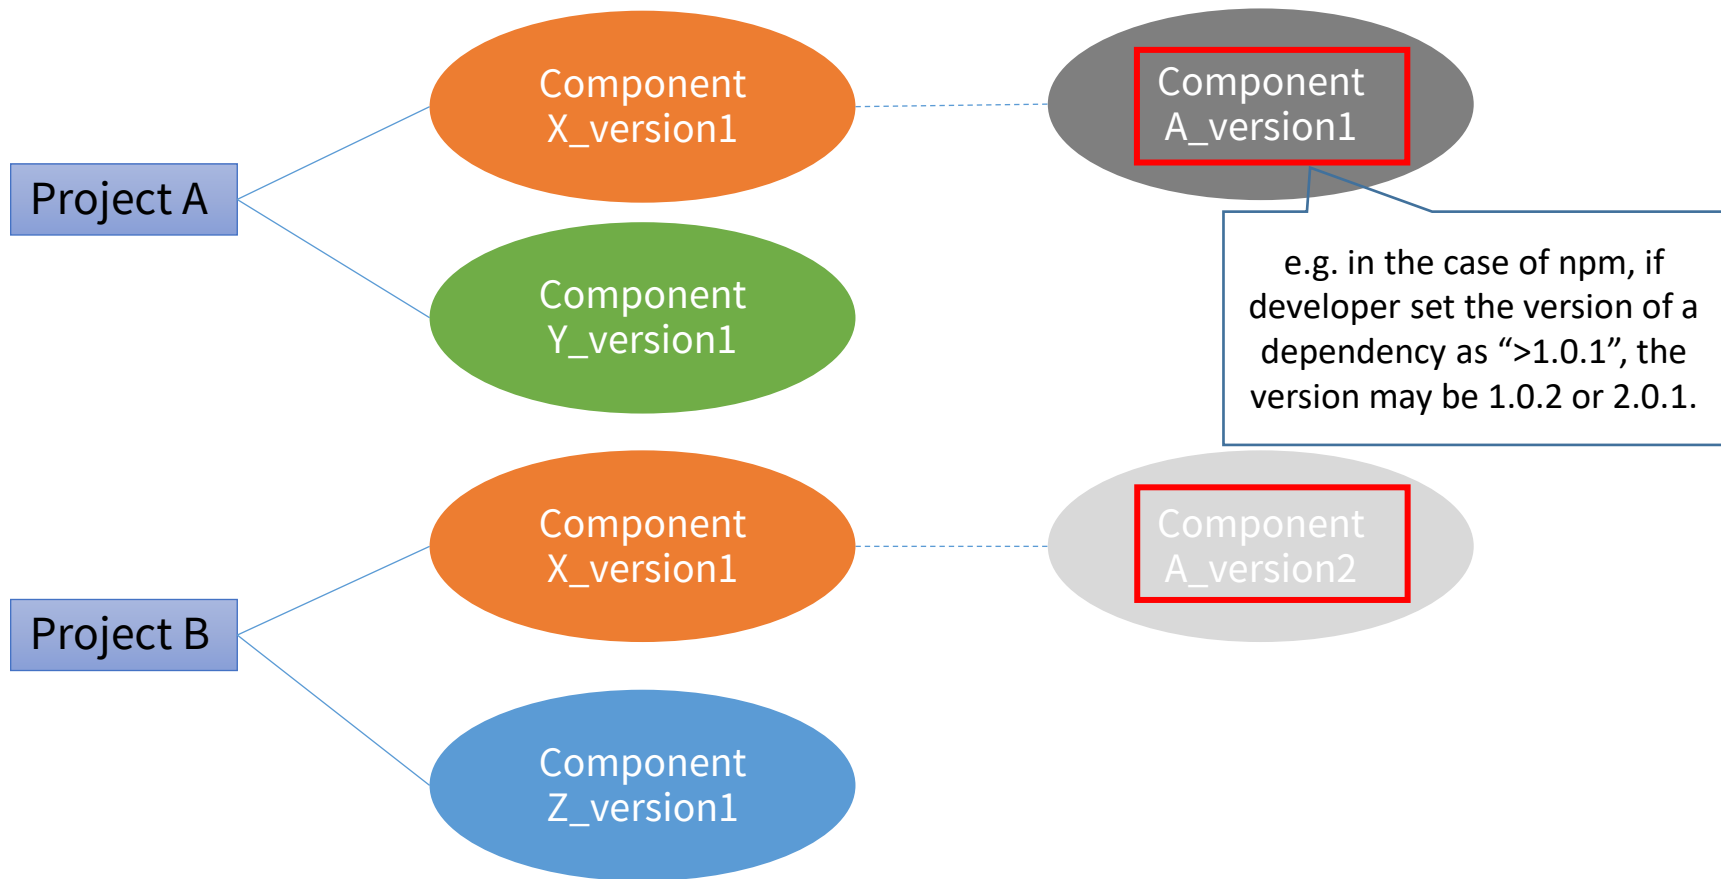 Component
X_version1
Component
A_version1
Project A
Component
Y_version1
e.g. in the case of npm, if
developer set the version of a
dependency as “>1.0.1”, the
version may be 1.0.2 or 2.0.1.
Component
X_version1
Component
A_version2
Project B
Component
Z_version1